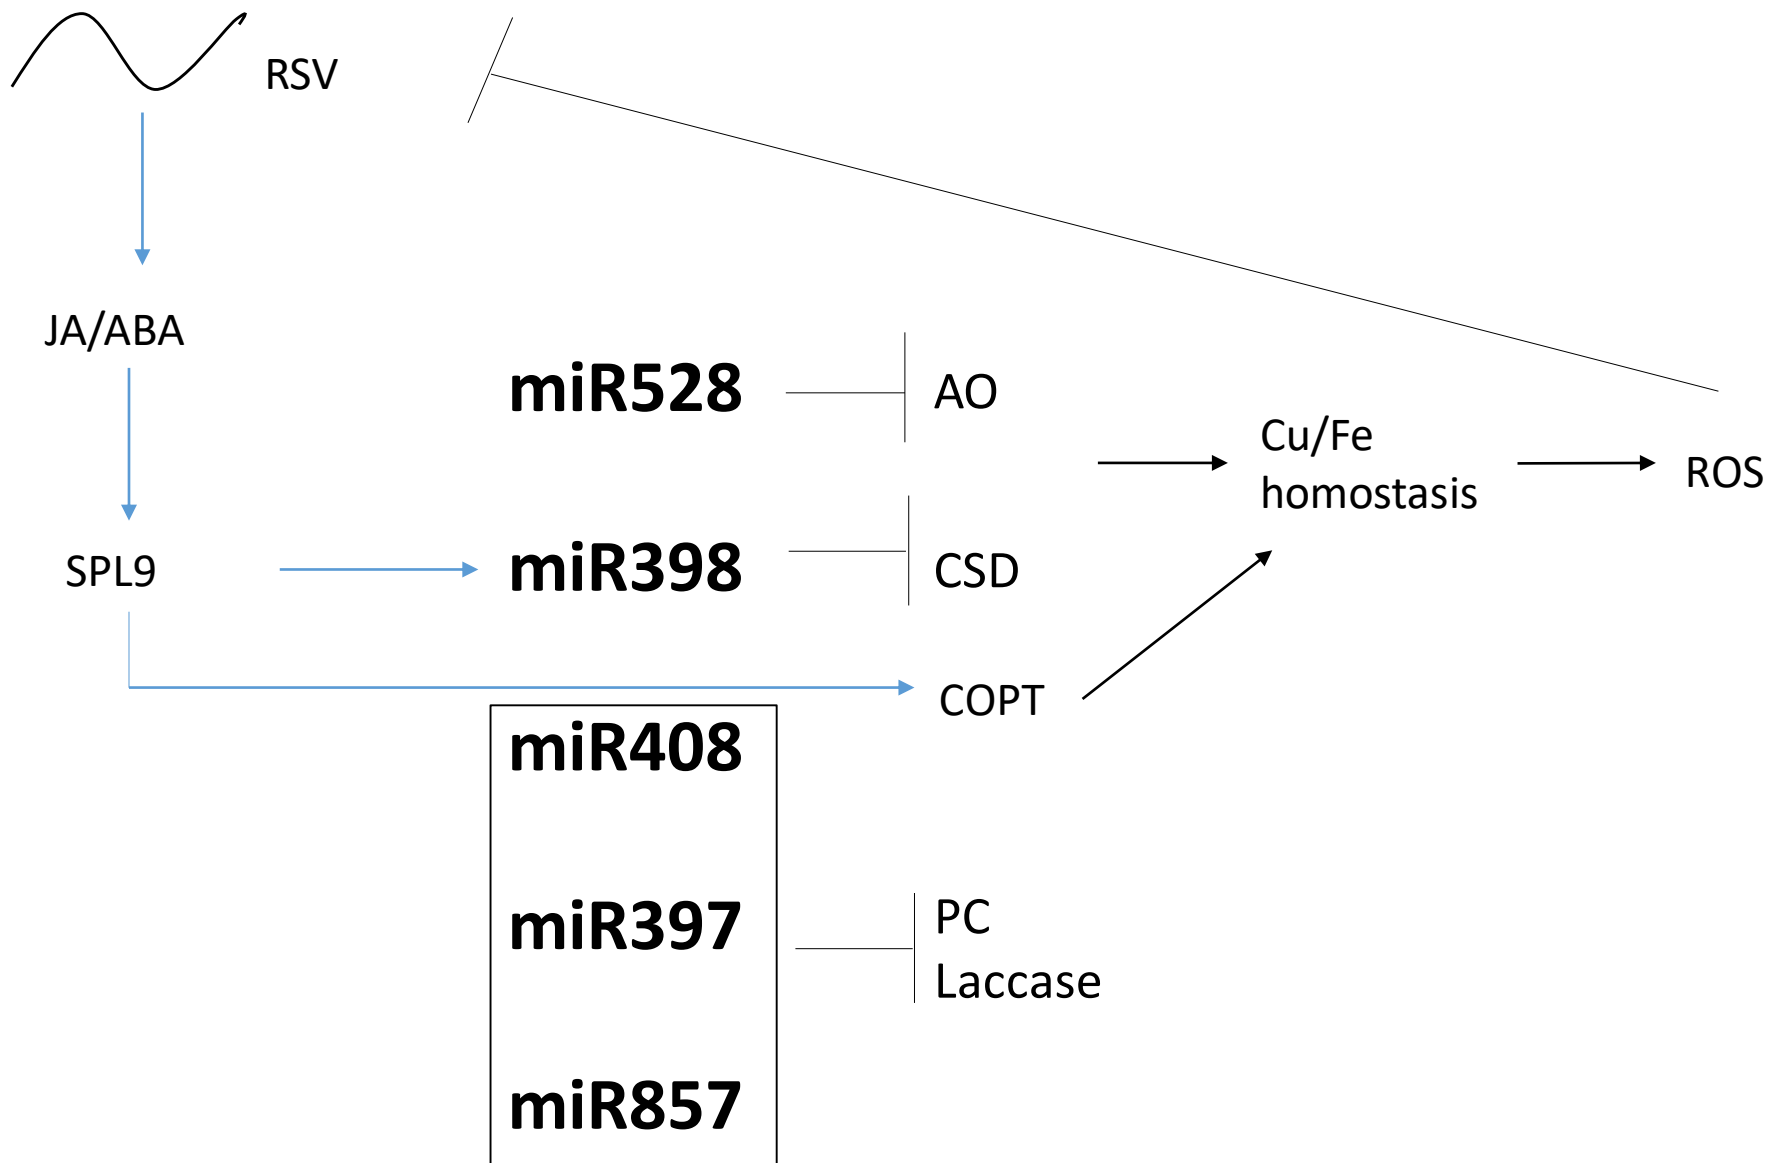 RSV
JA/ABA
miR528
AO
Cu/Fe
homostasis
ROS
SPL9
miR398
CSD
COPT
miR408
miR397
PC
Laccase
miR857